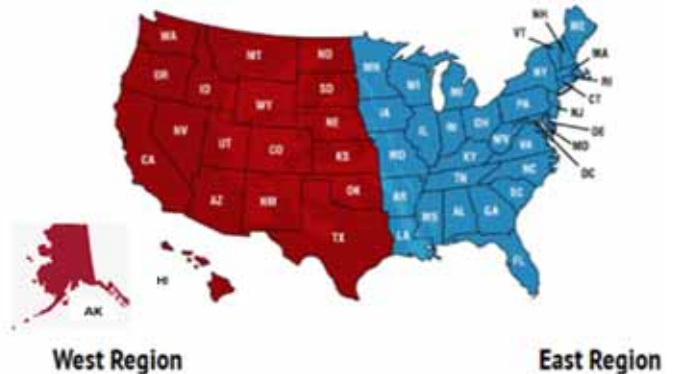 NH
ME
VT
WA
MT
ND
MN
MA
OR
SD
WI
NY
RI
ID
MI
CT
WY
PA
NJ
IA
NE
OH
DE
NV
UT
IL
IN
MD
CO
WV
VA
CA
KS
MO
KY
DC
NC
TN
OK
AZ
NM
AR
SC
MS
AL
GA
TX
LA
FL
HI
AK
West Region
East Region